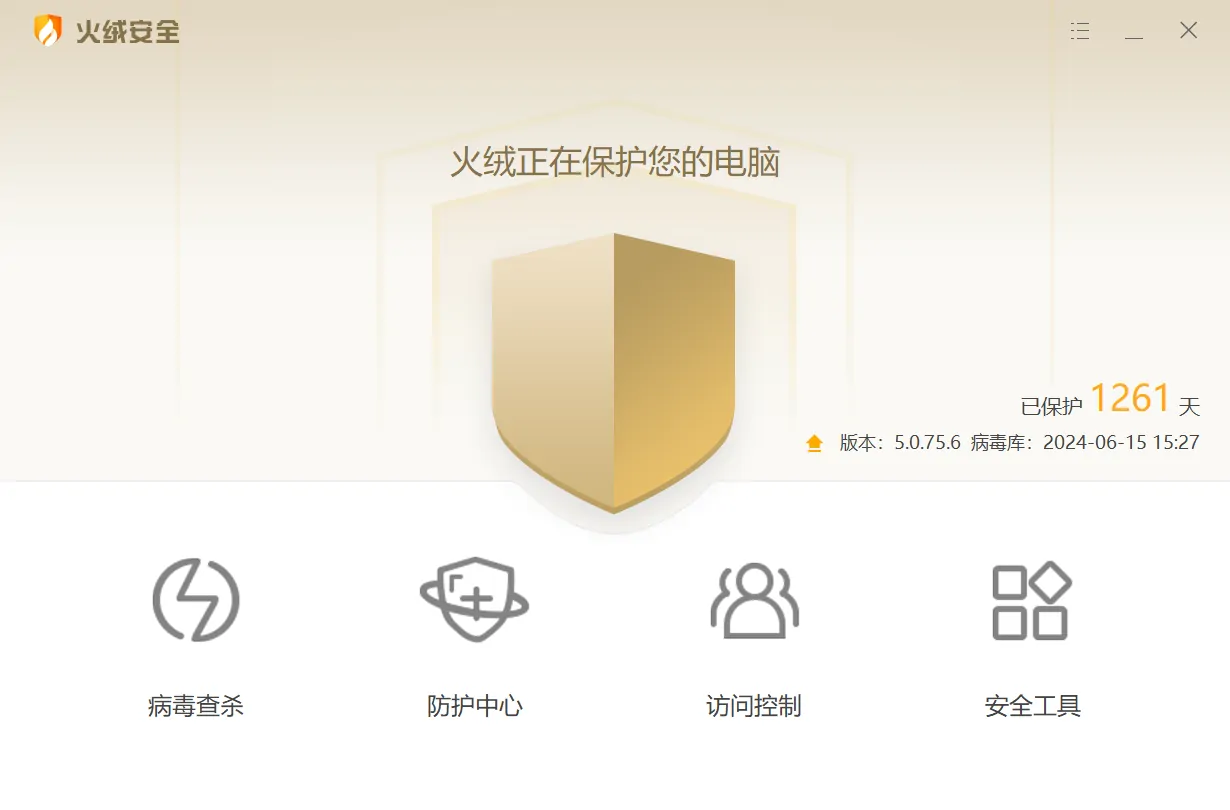 火绒安全
火绒正在保护您的电脑
已保护 1261 天
版本：5.0.75.6 病毒库：2024-06-15 15:27
病毒查杀 防护中心 访问控制 安全工具